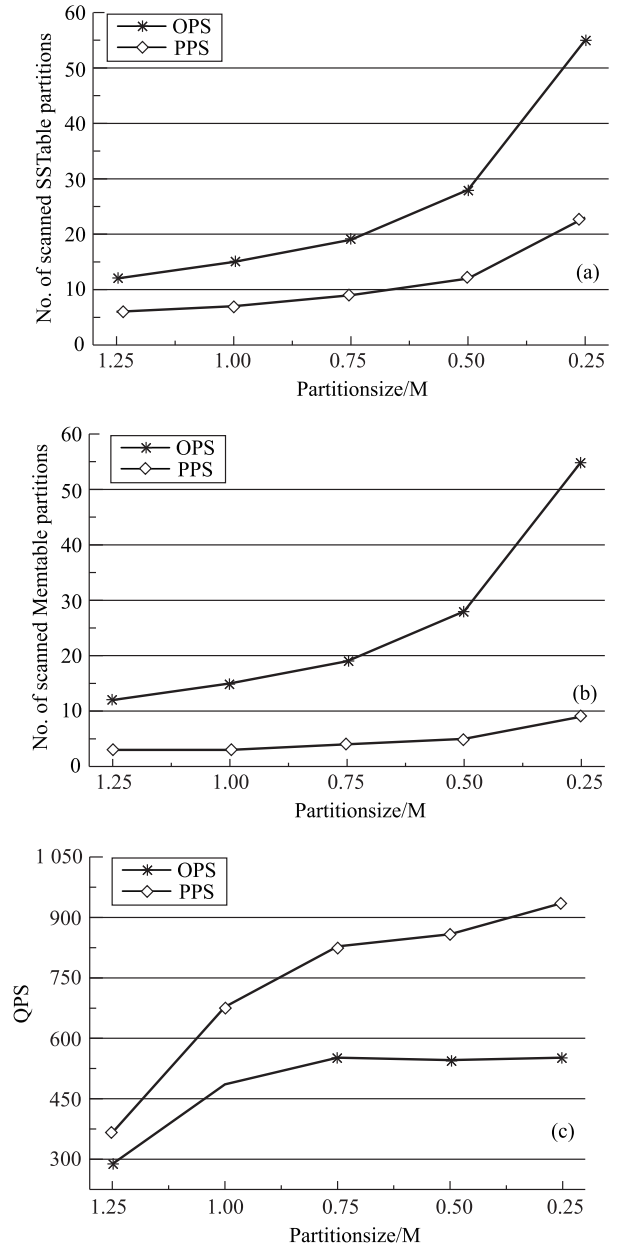 60
50
40
30
20
10
0
No. of scanned SSTable partitions
OPS
PPS
(a)
1.25 1.00 0.75 0.50 0.25
Partitionsize/M
60
50
40
30
20
10
0
No. of scanned Memtable partitions
OPS
PPS
(b)
1.25 1.00 0.75 0.50 0.25
Partitionsize/M
1 050
900
750
600
450
300
QPS
OPS
PPS
(c)
1.25 1.00 0.75 0.50 0.25
Partitionsize/M